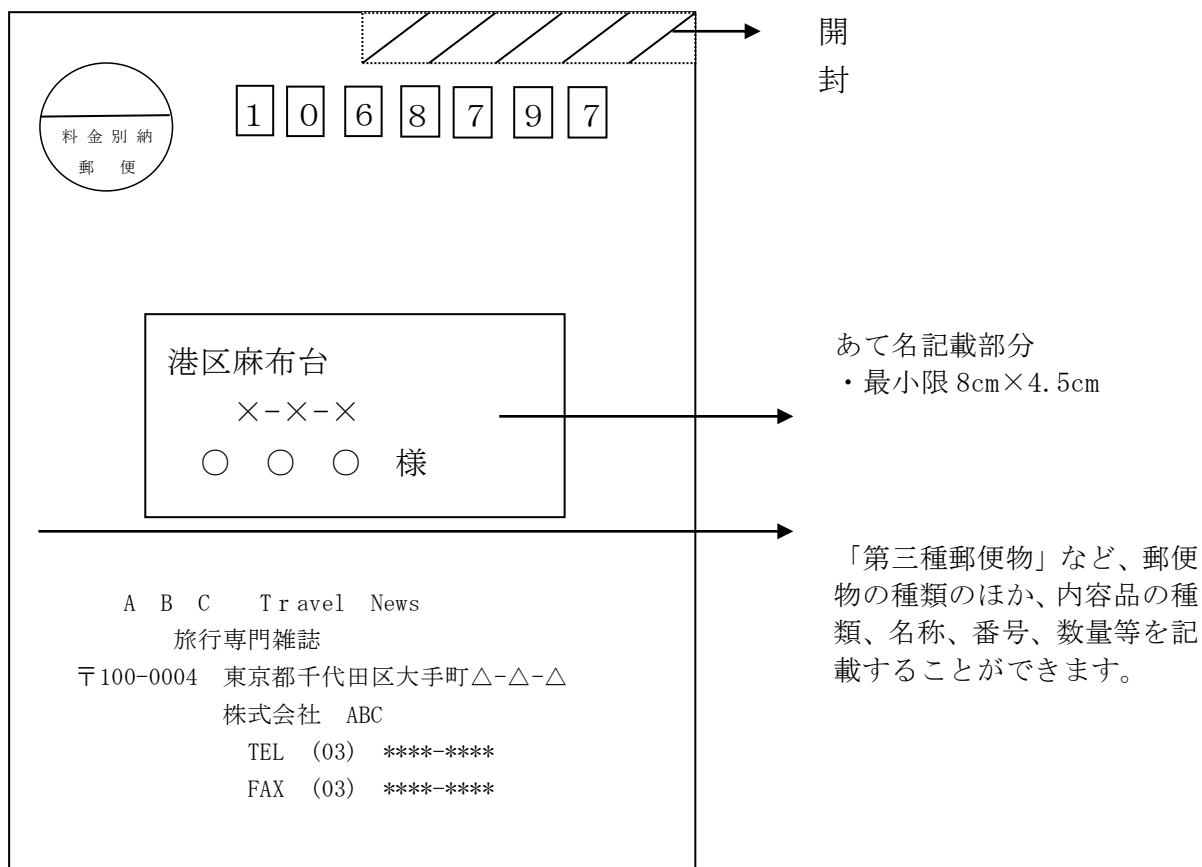 開
封
料 金 別 納
郵 便
1 0 6 8 7 9 7
港区麻布台
×-×-×
○ ○ ○ 様
あて名記載部分
・最小限 8cm×4.5cm
「第三種郵便物」など、郵便
物の種類のほか、内容品の種
類、名称、番号、数量等を記
載することができます。
A B C Travel News
旅行専門雑誌
〒100-0004 東京都千代田区大手町△-△-△
株式会社 ABC
TEL (03) ****-****
FAX (03) ****-****